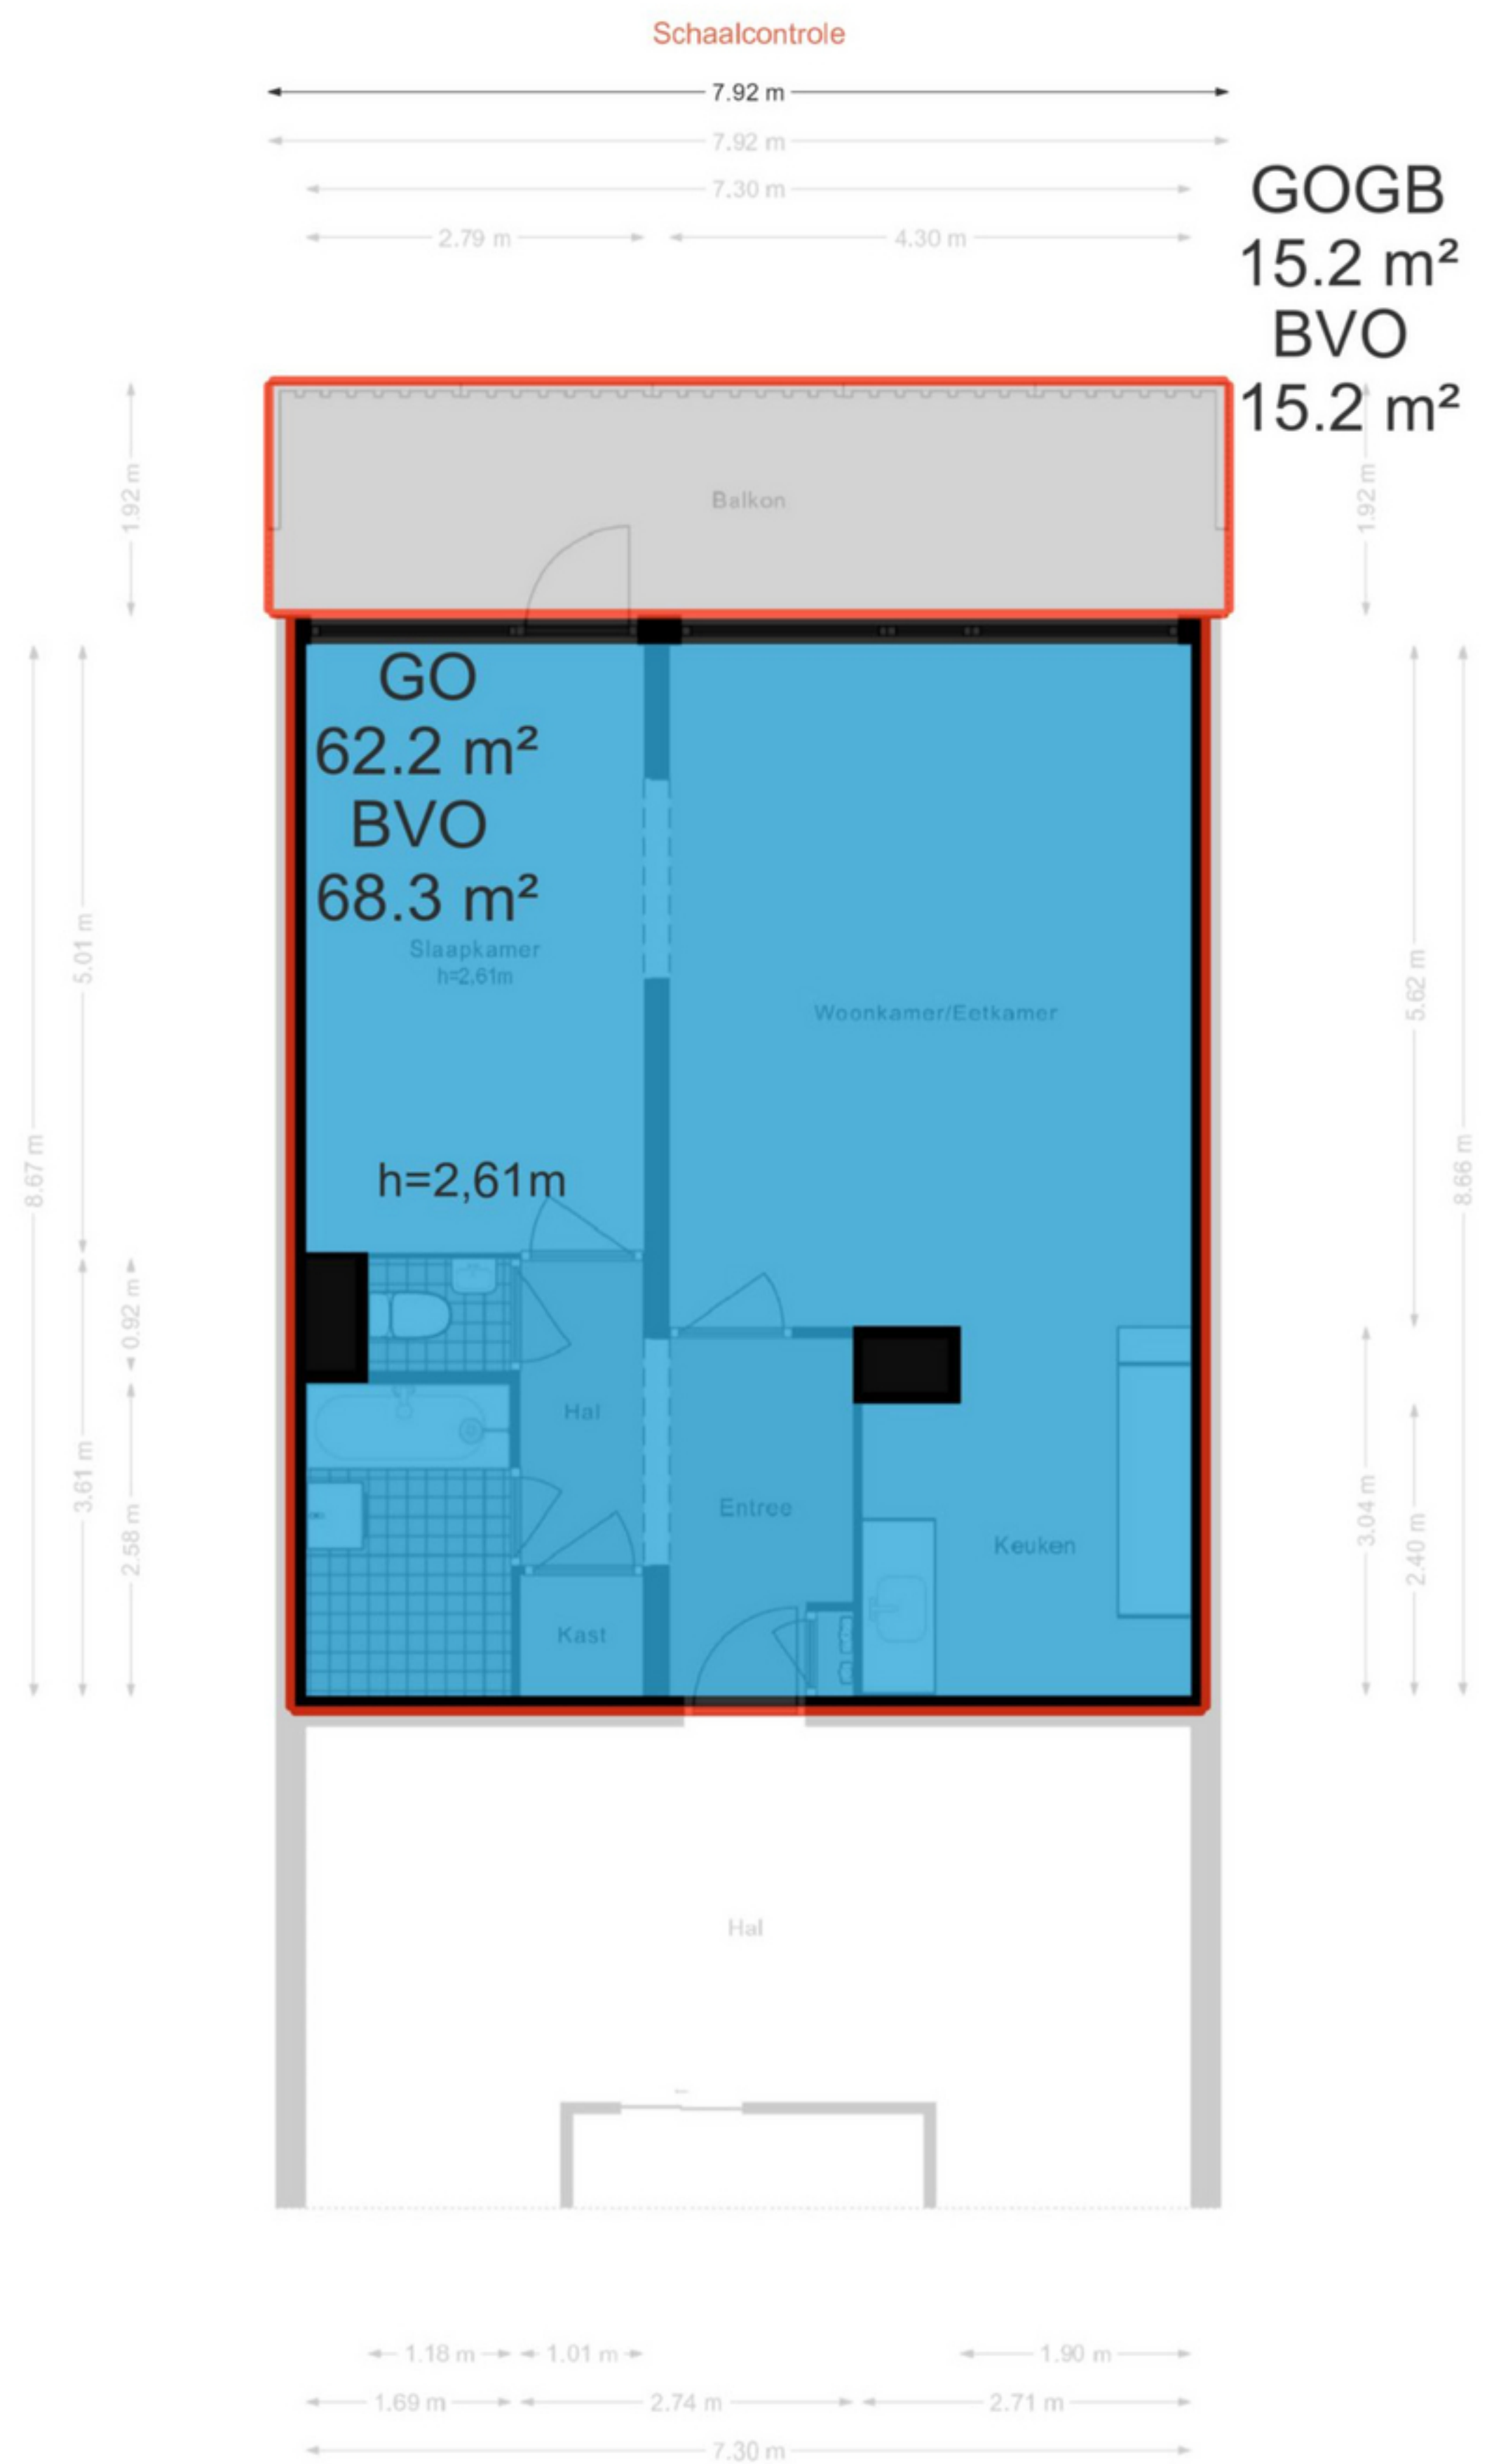 Schaalcontrole
7.92 m
7.92 m
7.30 m
2.79 m
4.30 m
GOGB
15.2 m²
BVO
15.2 m²
1.92 m
1.92 m
Balkon
GO
62.2 m²
BVO
68.3 m²
Slaapkamer
h=2,61m
Woonkamer/Eetkamer
h=2,61m
8.67 m
5.01 m
0.92 m
3.61 m
2.58 m
5.62 m
8.66 m
3.04 m
2.40 m
Hal
Entree
Keuken
Kast
Hal
1.18 m
1.01 m
1.90 m
1.69 m
2.74 m
2.71 m
7.30 m